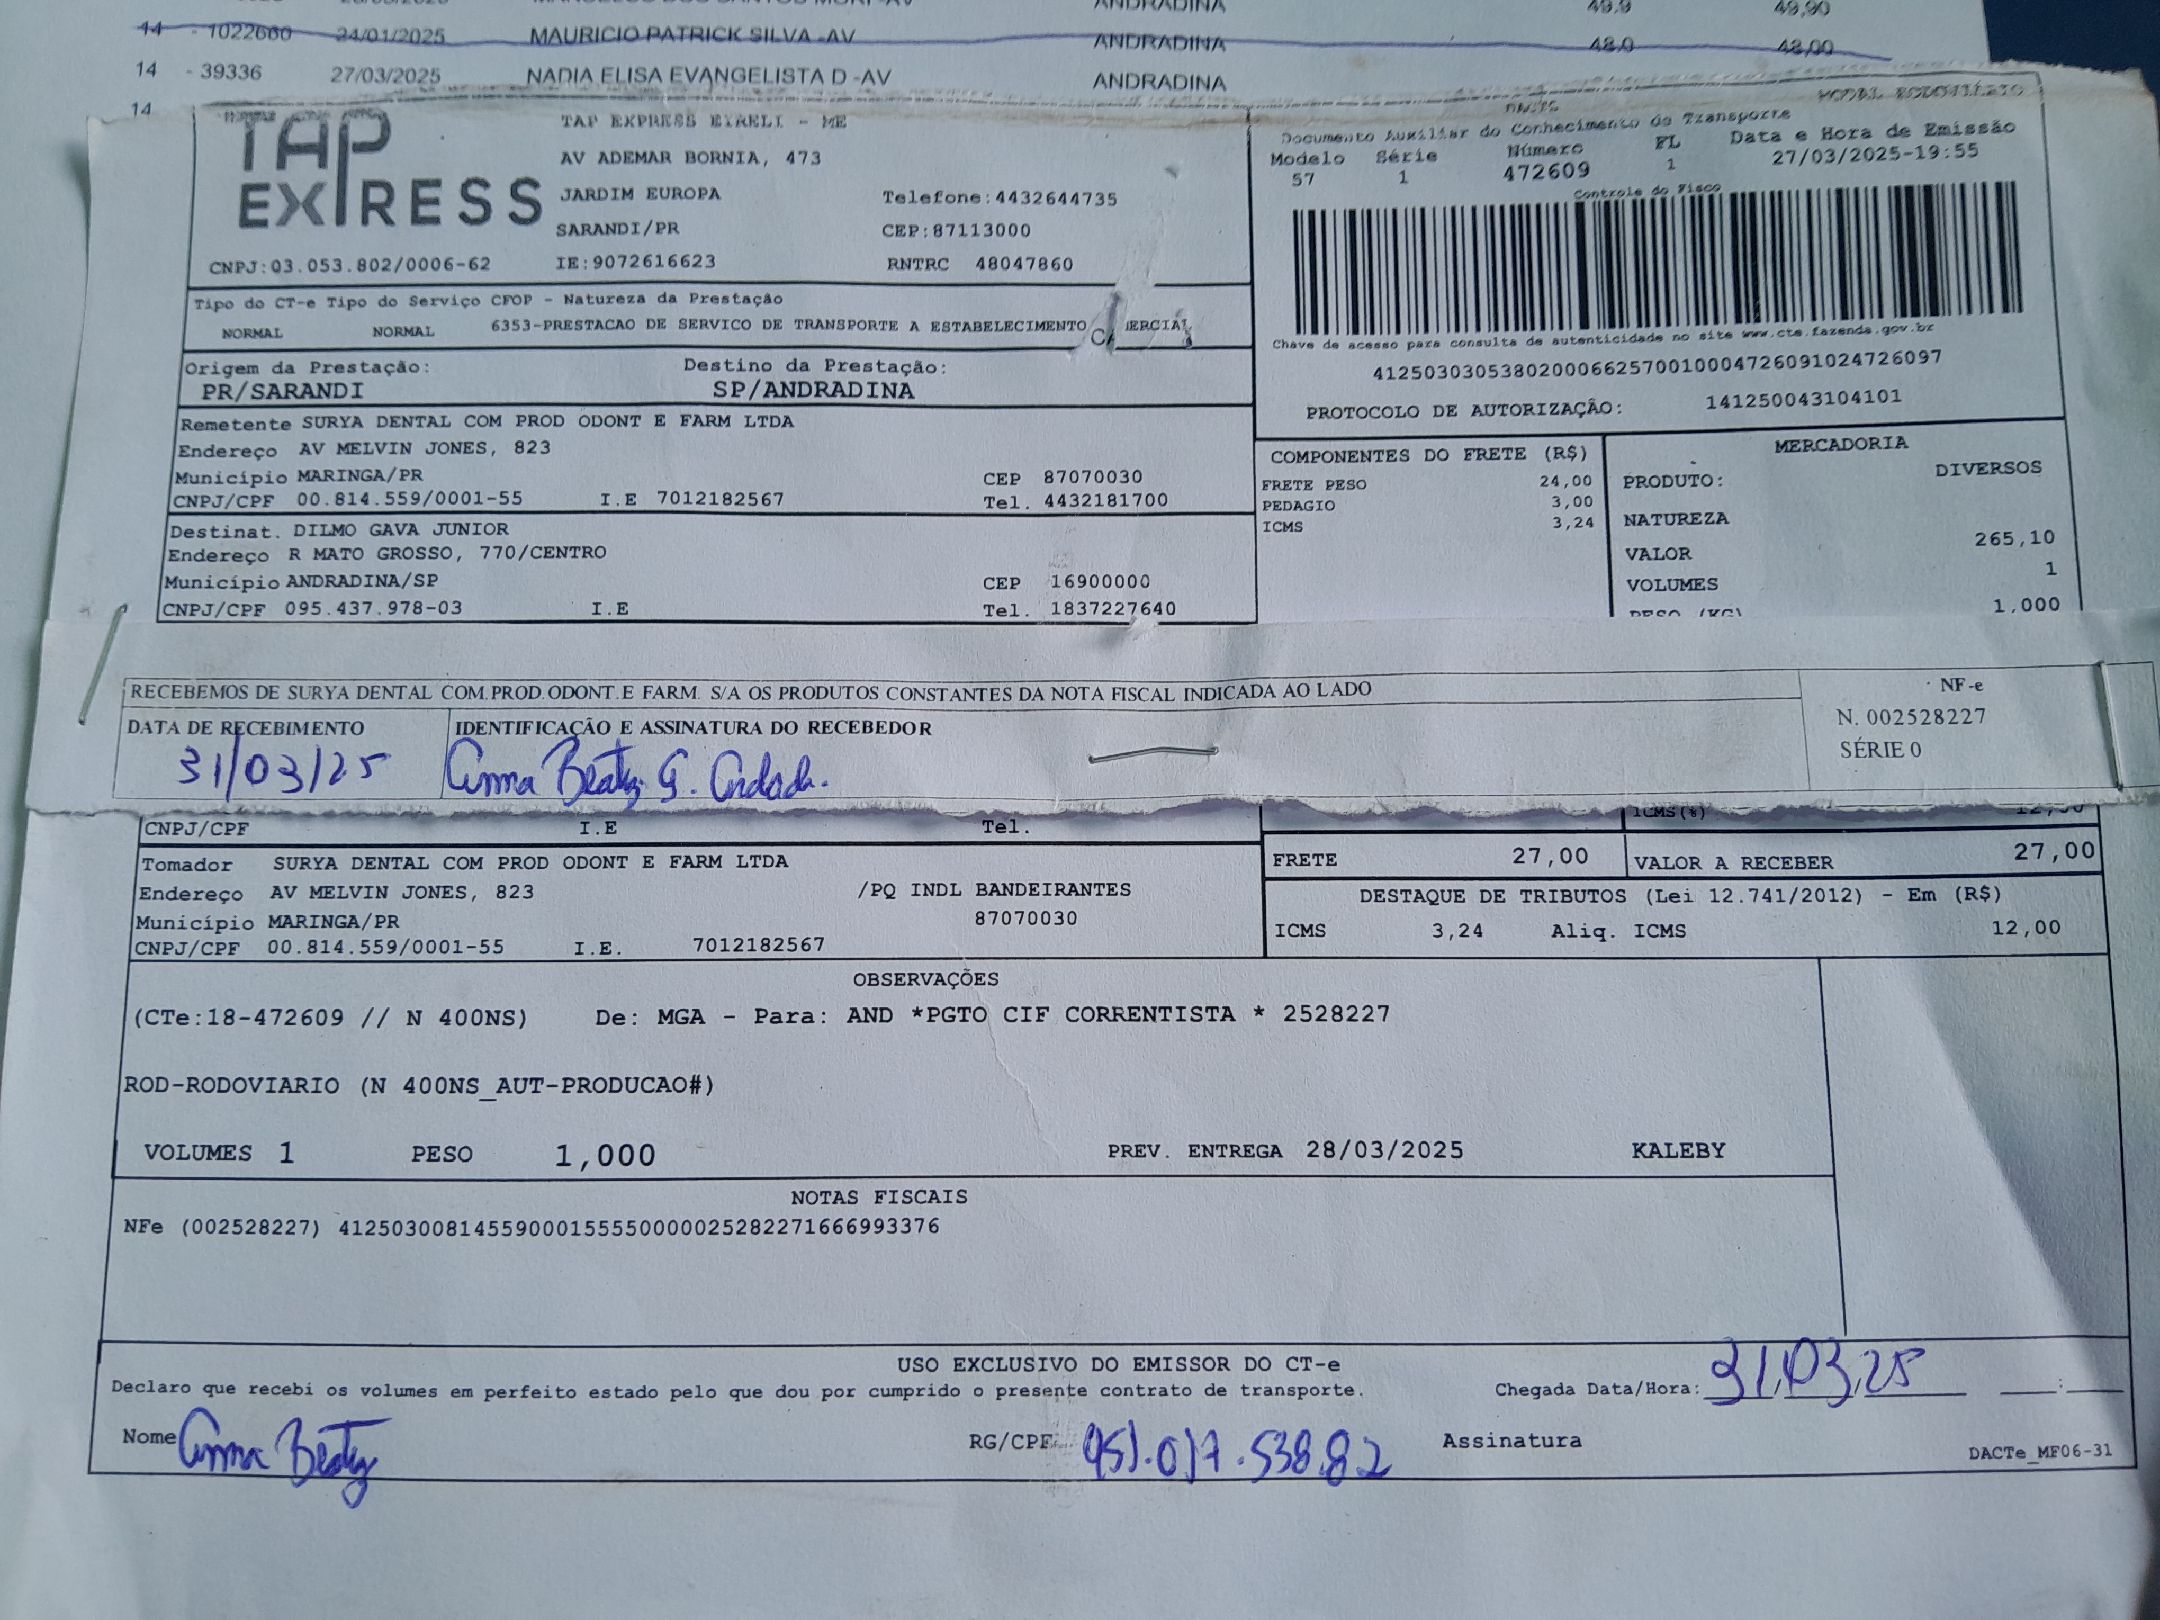 ANDRADINA 49,9 49,90
14 - 1022660 24/01/2025 MAURICIO PATRICK SILVA -AV ANDRADINA 48,0 48,00
14 - 39336 27/03/2025 NADIA ELISA EVANGELISTA D -AV ANDRADINA
14
TAP EXPRESS
TAP EXPRESS EIRELI - ME
AV ADEMAR BORNIA, 473
JARDIM EUROPA Telefone:4432644735
SARANDI/PR CEP:87113000
CNPJ:03.053.802/0006-62 IE:9072616623 RNTRC 48047860
MODAL RODOVIÁRIO
Documento Auxiliar do Conhecimento de Transporte
Modelo Série Número FL Data e Hora de Emissão
57 1 472609 1 27/03/2025-19:55
Controle do Fisco
Chave de acesso para consulta de autenticidade no site www.cte.fazenda.gov.br
41250303053802000662570010004726091024726097
PROTOCOLO DE AUTORIZAÇÃO: 141250043104101
Tipo do CT-e Tipo do Serviço CFOP - Natureza da Prestação
NORMAL NORMAL 6353-PRESTACAO DE SERVICO DE TRANSPORTE A ESTABELECIMENTO
Origem da Prestação: Destino da Prestação:
PR/SARANDI SP/ANDRADINA
Remetente SURYA DENTAL COM PROD ODONT E FARM LTDA
Endereço AV MELVIN JONES, 823
Município MARINGA/PR CEP 87070030
CNPJ/CPF 00.814.559/0001-55 I.E 7012182567 Tel. 4432181700
Destinat. DILMO GAVA JUNIOR
Endereço R MATO GROSSO, 770/CENTRO
Município ANDRADINA/SP CEP 16900000
CNPJ/CPF 095.437.978-03 I.E Tel. 1837227640
COMPONENTES DO FRETE (R$)
FRETE PESO 24,00
PEDAGIO 3,00
ICMS 3,24
MERCADORIA
PRODUTO: DIVERSOS
NATUREZA
VALOR 265,10
VOLUMES 1
PESO (KG) 1,000
RECEBEMOS DE SURYA DENTAL COM.PROD.ODONT.E FARM. S/A OS PRODUTOS CONSTANTES DA NOTA FISCAL INDICADA AO LADO
DATA DE RECEBIMENTO IDENTIFICAÇÃO E ASSINATURA DO RECEBEDOR
31/03/25 Anna Beatriz G. Andrade.
NF-e
N. 002528227
SÉRIE 0
CNPJ/CPF I.E Tel.
ICMS(%) 12,00
Tomador SURYA DENTAL COM PROD ODONT E FARM LTDA
Endereço AV MELVIN JONES, 823 /PQ INDL BANDEIRANTES
Município MARINGA/PR 87070030
CNPJ/CPF 00.814.559/0001-55 I.E. 7012182567
FRETE 27,00 VALOR A RECEBER 27,00
DESTAQUE DE TRIBUTOS (Lei 12.741/2012) - Em (R$)
ICMS 3,24 Aliq. ICMS 12,00
OBSERVAÇÕES
(CTe:18-472609 // N 400NS) De: MGA - Para: AND *PGTO CIF CORRENTISTA * 2528227
ROD-RODOVIARIO (N 400NS_AUT-PRODUCAO#)
VOLUMES 1 PESO 1,000 PREV. ENTREGA 28/03/2025 KALEBY
NOTAS FISCAIS
NFe (002528227) 41250300814559000155550000025282271666993376
USO EXCLUSIVO DO EMISSOR DO CT-e
Declaro que recebi os volumes em perfeito estado pelo que dou por cumprido o presente contrato de transporte. Chegada Data/Hora: 31/03/25 :
Nome Anna Beatriz RG/CPF: 451.017.538.82 Assinatura
DACTe_MF06-31